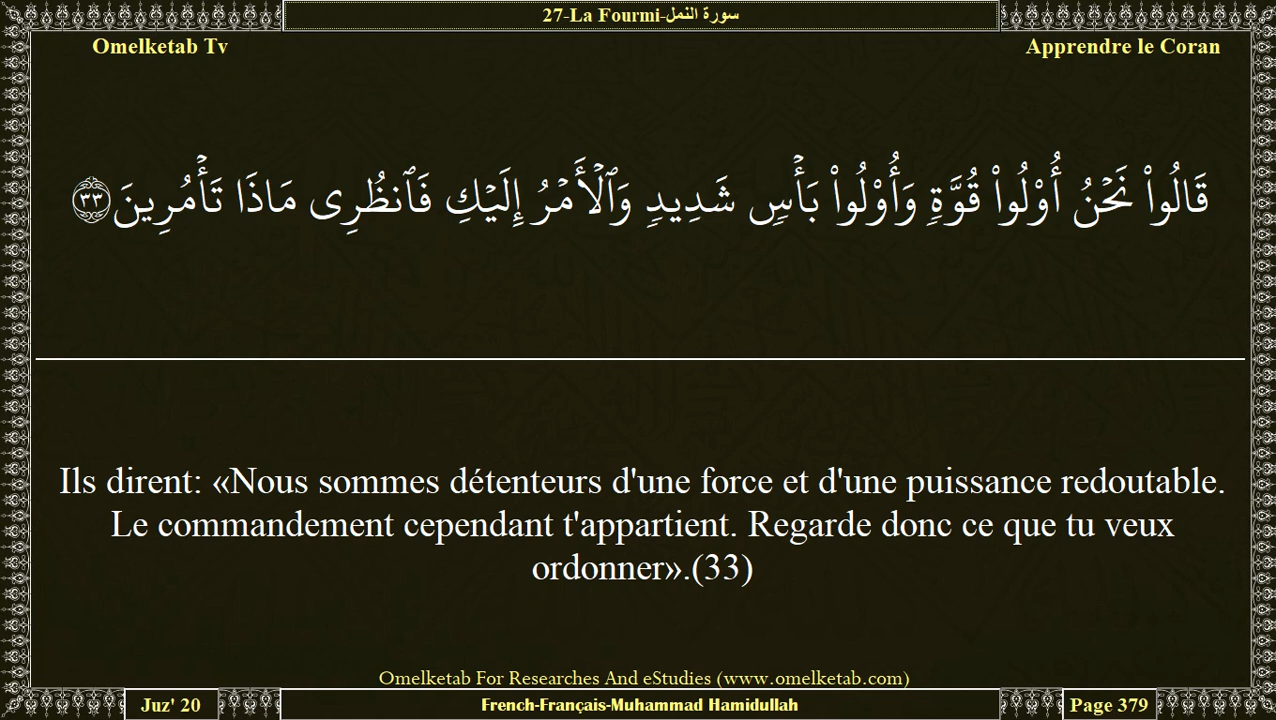 27-La Fourmi-سورة النمل
Omelketab Tv
Apprendre le Coran
قَالُوا۟ نَحْنُ أُو۟لُوا۟ قُوَّةٍ وَأُو۟لُوا۟ بَأْسٍ شَدِيدٍ وَٱلْأَمْرُ إِلَيْكِ فَٱنظُرِى مَاذَا تَأْمُرِينَ ٣٣
Ils dirent: «Nous sommes détenteurs d'une force et d'une puissance redoutable.
Le commandement cependant t'appartient. Regarde donc ce que tu veux
ordonner».(33)
Omelketab For Researches And eStudies (www.omelketab.com)
Juz' 20
French-Français-Muhammad Hamidullah
Page 379